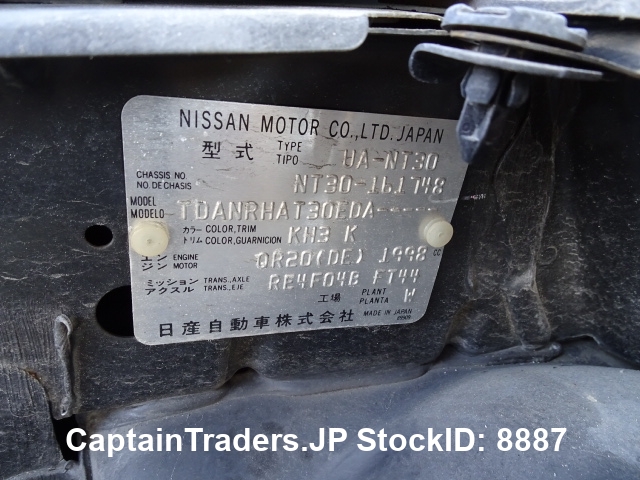 NISSAN MOTOR CO.,LTD. JAPAN
型式 TYPE TIPO UA-NT30
CHASSIS NO. NO. DE CHASIS NT30-161748
MODEL MODELO TDANRHAT30EDA-----
カラー COLOR,TRIM トリム COLOR,GUARNICION KH3 K
エンジン ENGINE MOTOR QR20(DE) 1998 CC
ミッション TRANS.,AXLE アクスル TRANS.,EJE RE4F04B FT44
工場 PLANT PLANTA W
日産自動車株式会社 MADE IN JAPAN
CaptainTraders.JP StockID: 8887